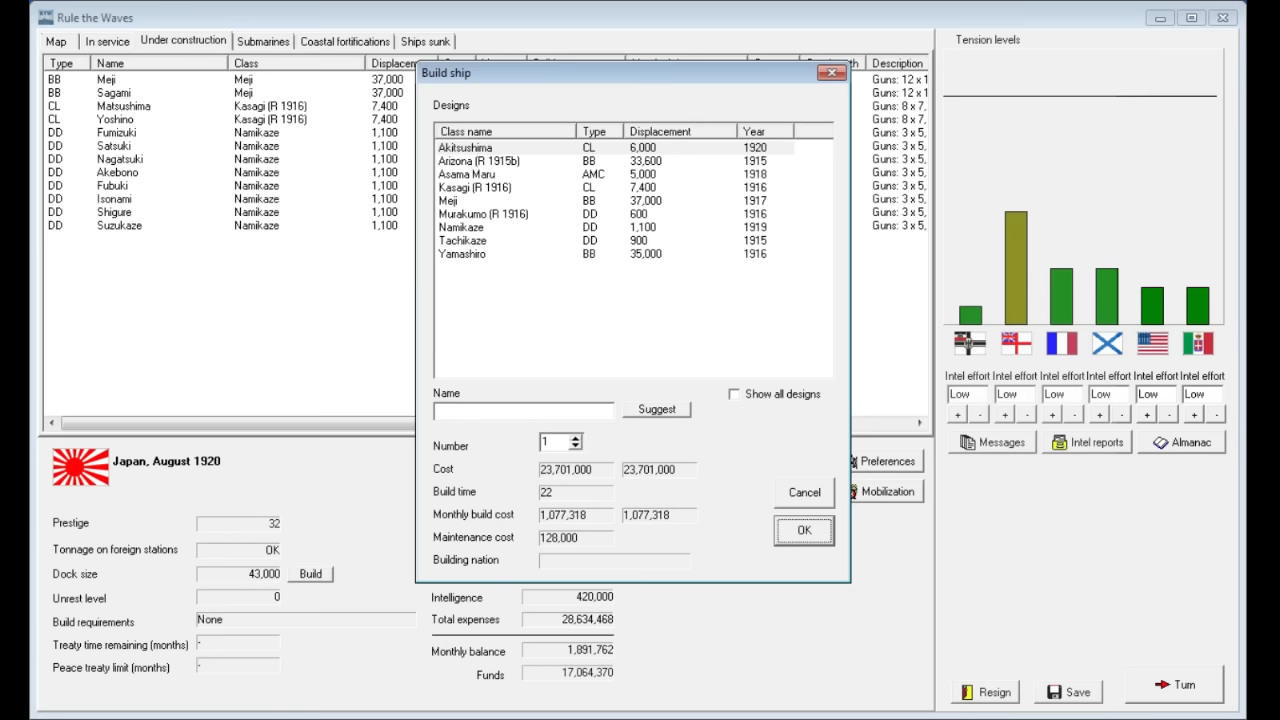 Rule the Waves
Map In service Under construction Submarines Coastal fortifications Ships sunk
Type Name Class Displacem Description
BB Meji Meji 37,000 Guns: 12 x 1
BB Sagami Meji 37,000 Guns: 12 x 1
CL Matsushima Kasagi (R 1916) 7,400 Guns: 8 x 7,
CL Yoshino Kasagi (R 1916) 7,400 Guns: 8 x 7,
DD Fumizuki Namikaze 1,100 Guns: 3 x 5,
DD Satsuki Namikaze 1,100 Guns: 3 x 5,
DD Nagatsuki Namikaze 1,100 Guns: 3 x 5,
DD Akebono Namikaze 1,100 Guns: 3 x 5,
DD Fubuki Namikaze 1,100 Guns: 3 x 5,
DD Isonami Namikaze 1,100 Guns: 3 x 5,
DD Shigure Namikaze 1,100 Guns: 3 x 5,
DD Suzukaze Namikaze 1,100 Guns: 3 x 5,
Build ship
Designs
Class name Type Displacement Year
Akitsushima CL 6,000 1920
Arizona (R 1915b) BB 33,600 1915
Asama Maru AMC 5,000 1918
Kasagi (R 1916) CL 7,400 1916
Meji BB 37,000 1917
Murakumo (R 1916) DD 600 1916
Namikaze DD 1,100 1919
Tachikaze DD 900 1915
Yamashiro BB 35,000 1916
Name
Show all designs
Suggest
Number 1
Cost 23,701,000 23,701,000
Build time 22
Monthly build cost 1,077,318 1,077,318
Maintenance cost 128,000
Building nation
Cancel
OK
Tension levels
Intel effort Intel effort Intel effort Intel effort Intel effort Intel effort
Low Low Low Low Low Low
+ - + - + - + - + - + -
Messages Intel reports Almanac
Japan, August 1920
Preferences
Mobilization
Prestige 32
Tonnage on foreign stations OK
Dock size 43,000 Build
Unrest level 0
Build requirements None
Treaty time remaining (months) -
Peace treaty limit (months) -
Intelligence 420,000
Total expenses 28,634,468
Monthly balance 1,891,762
Funds 17,064,370
Resign Save Turn